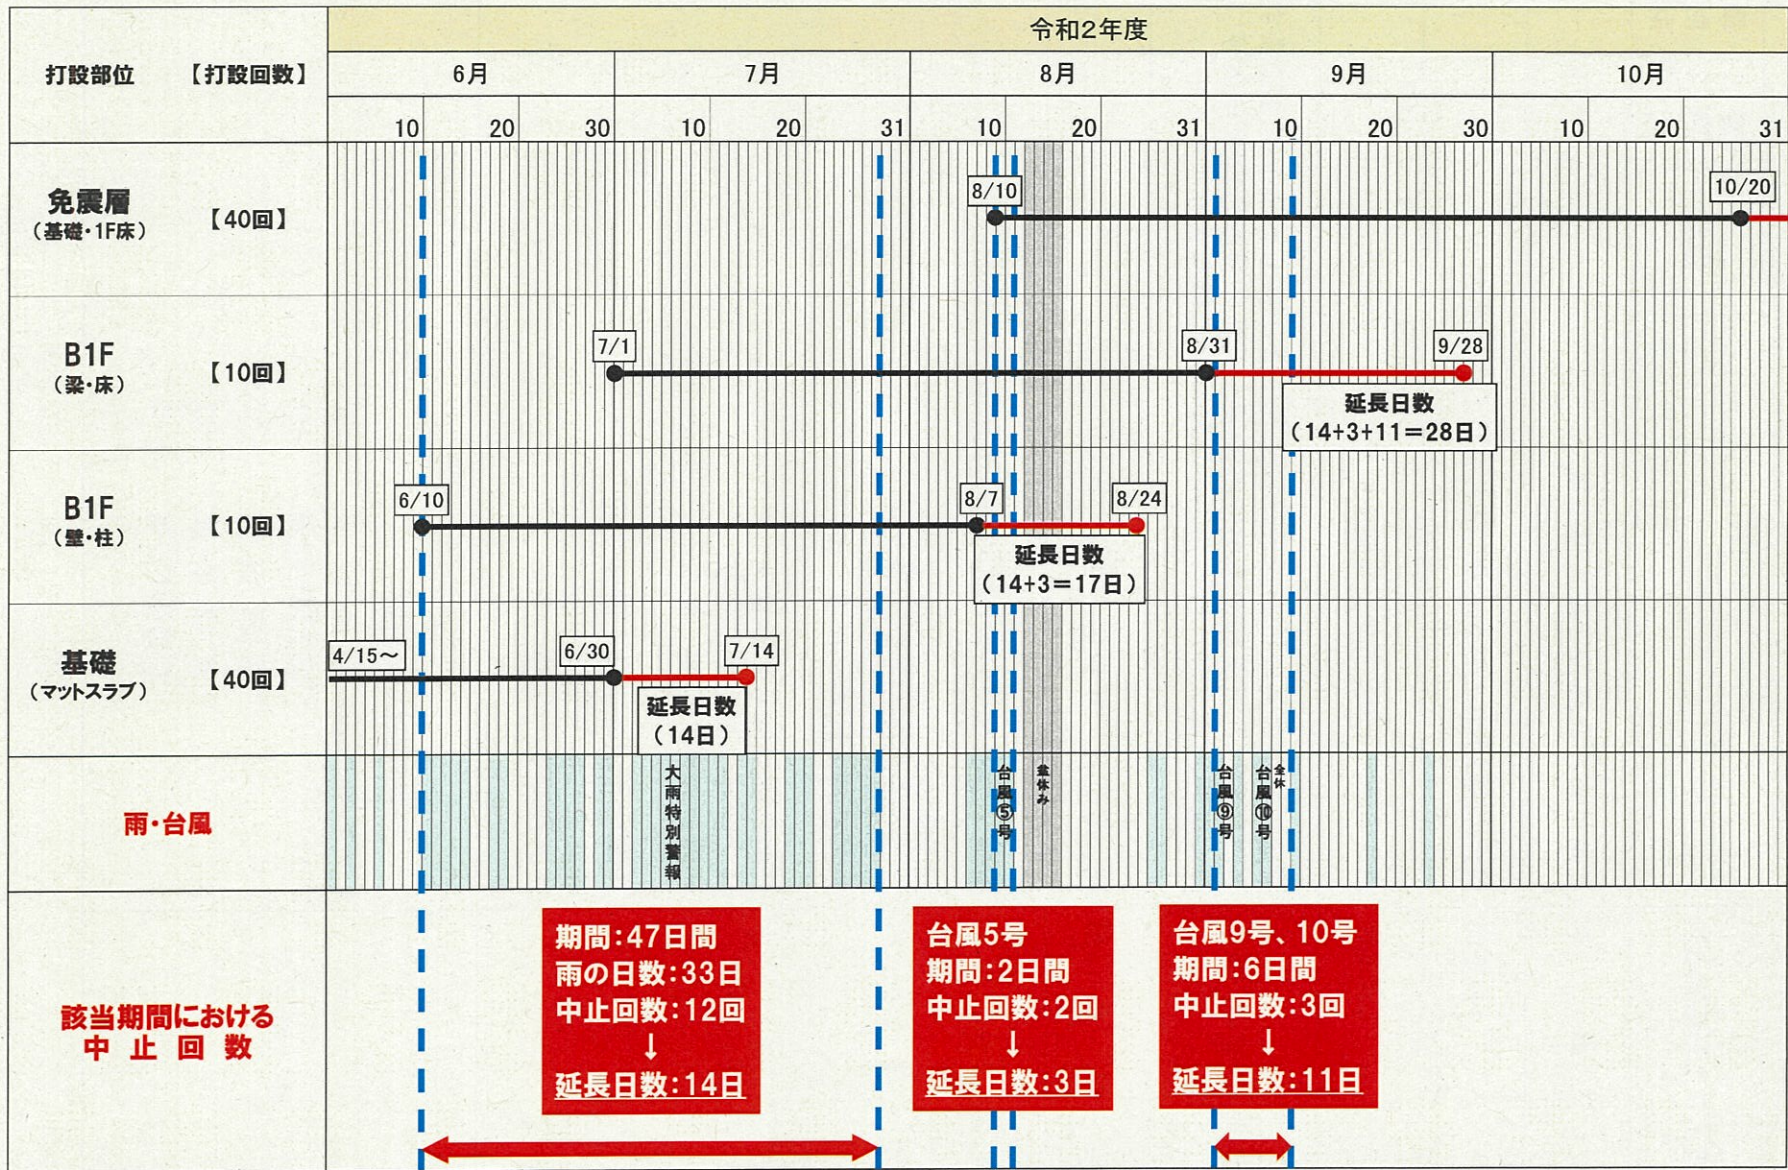 令和2年度
打設部位 【打設回数】 6月 7月 8月 9月 10月
10 20 30 10 20 31 10 20 31 10 20 30 10 20 31
免震層
（基礎・1F床）
【40回】
8/10
10/20
B1F
（梁・床）
【10回】
7/1
8/31
9/28
延長日数
（14+3+11＝28日）
B1F
（壁・柱）
【10回】
6/10
8/7
8/24
延長日数
（14+3＝17日）
基礎
（マットスラブ）
【40回】
4/15～
6/30
7/14
延長日数
（14日）
雨・台風
大雨特別警報
台風⑤号
盆休み
台風⑨号
台風⑩号
全休
該当期間における
中止回数
期間：47日間
雨の日数：33日
中止回数：12回
↓
延長日数：14日
台風5号
期間：2日間
中止回数：2回
↓
延長日数：3日
台風9号、10号
期間：6日間
中止回数：3回
↓
延長日数：11日